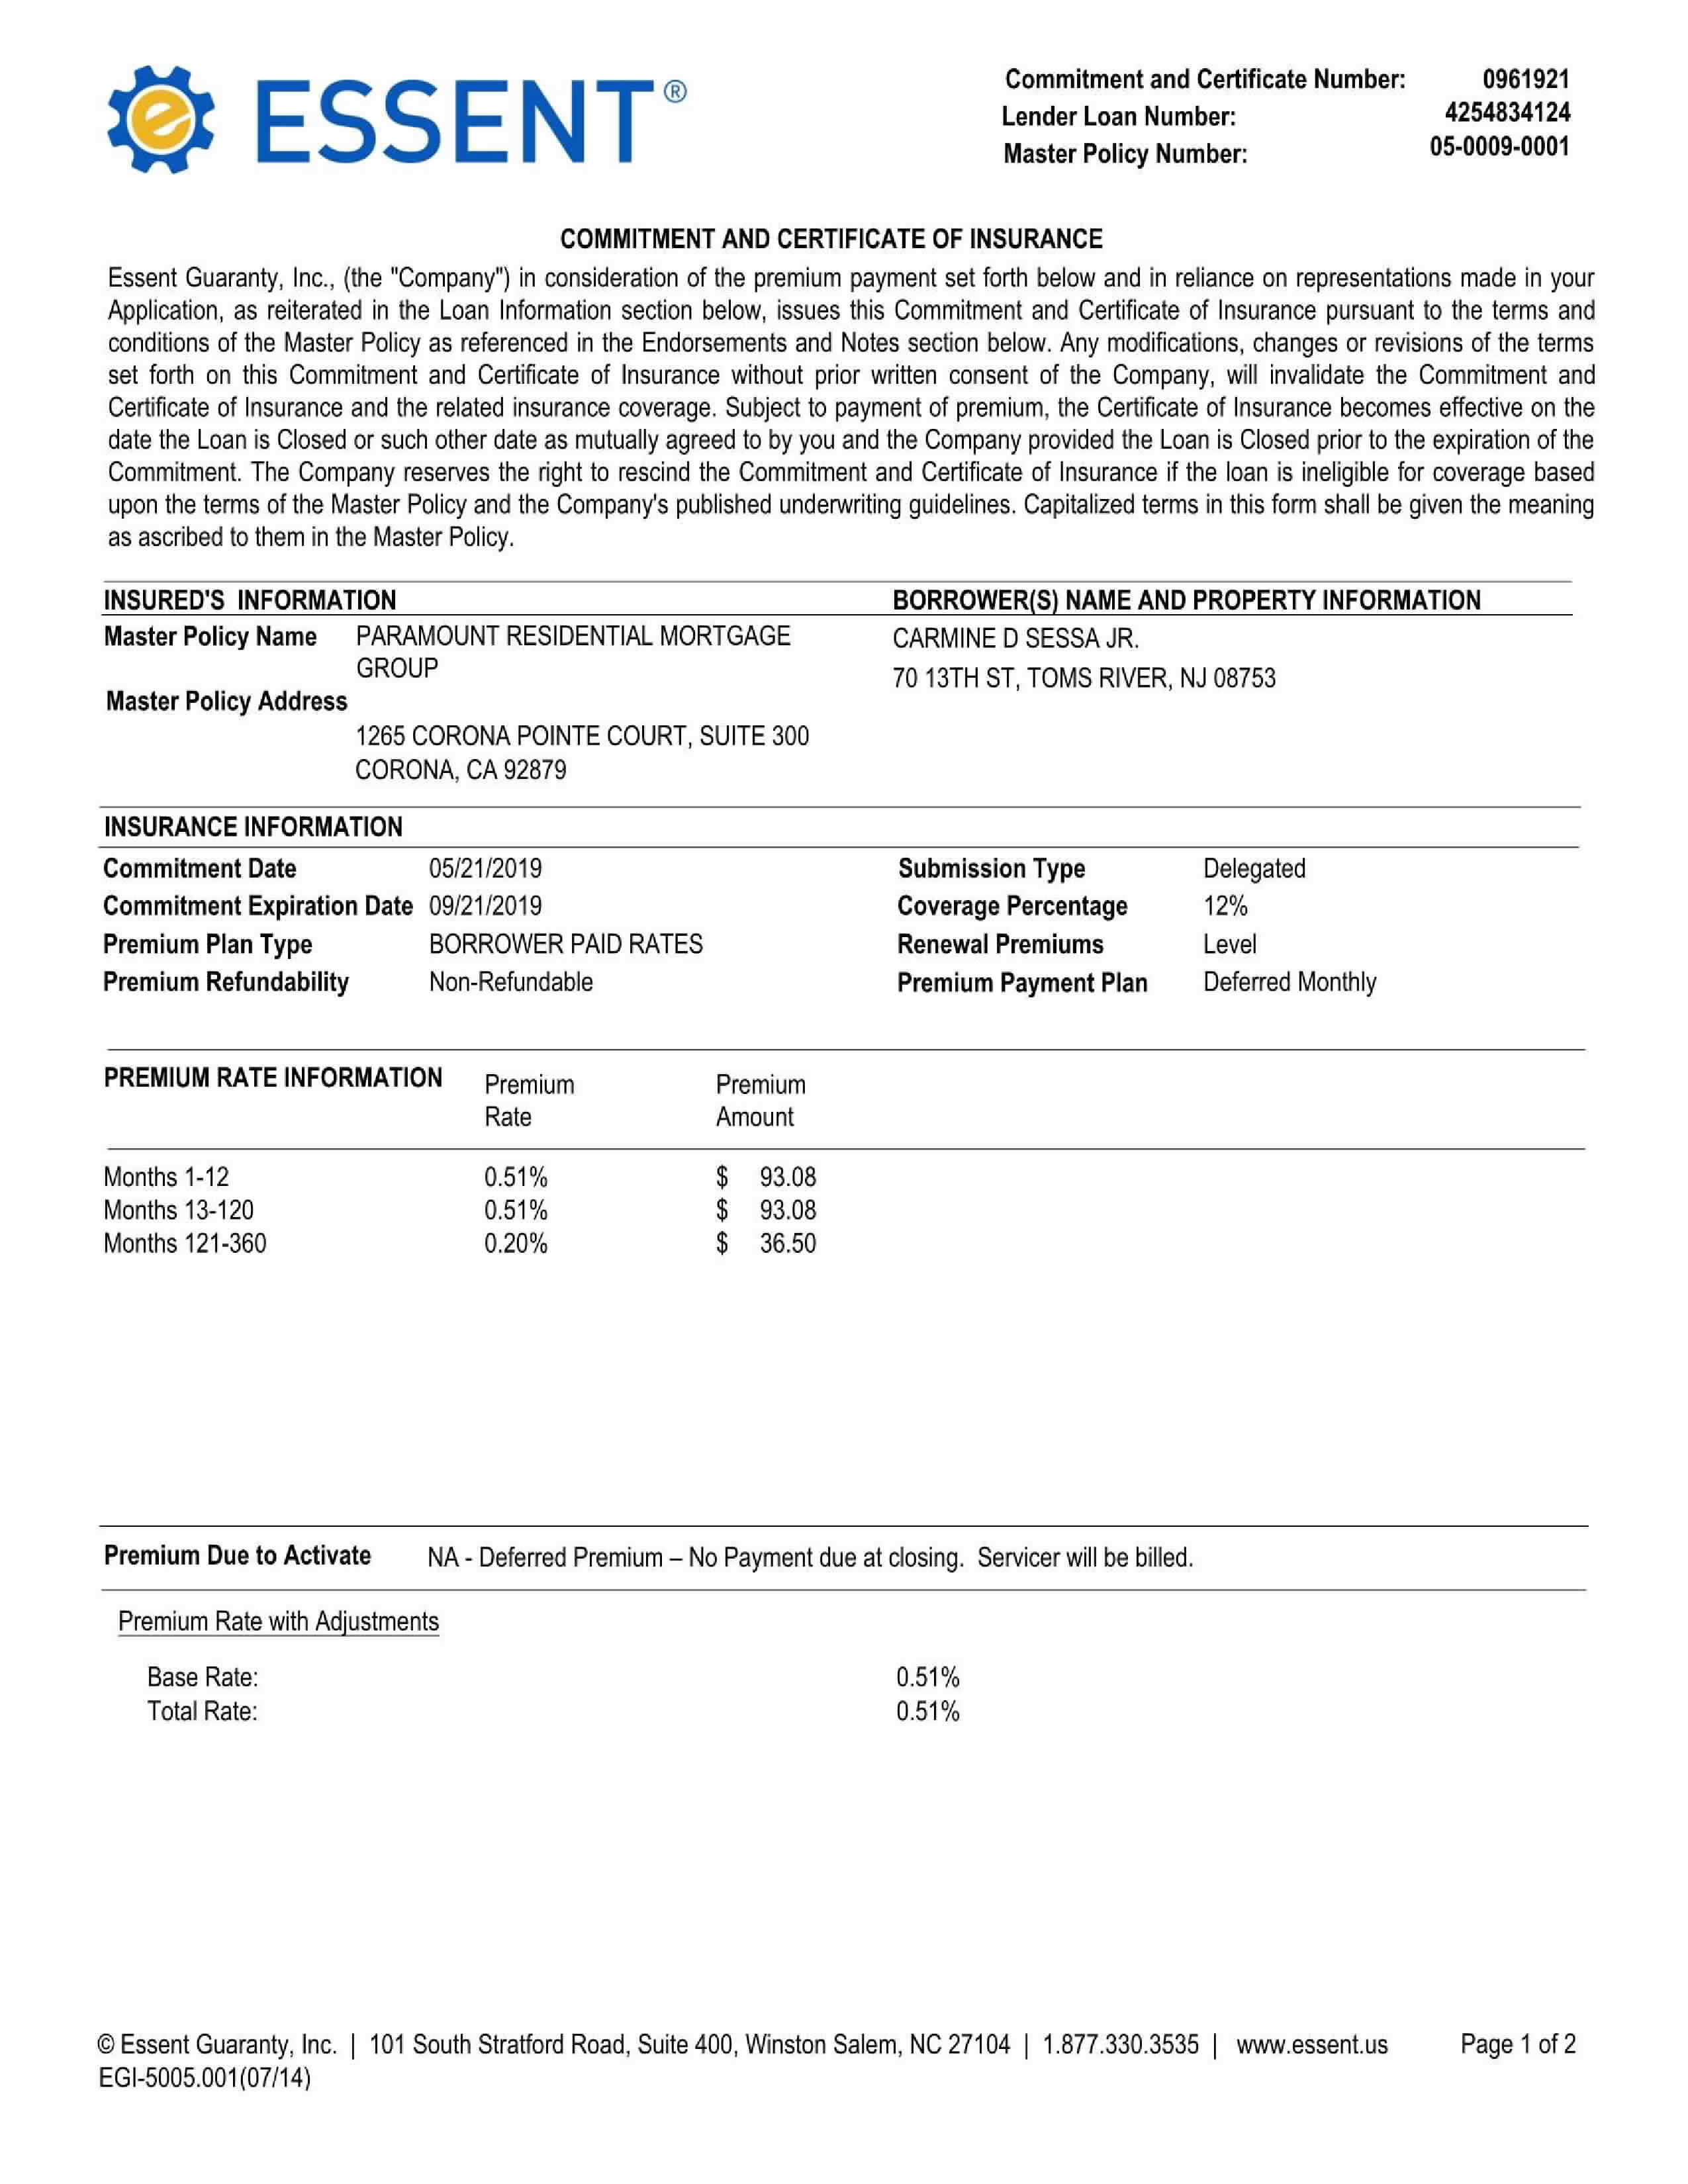 ESSENT®
Commitment and Certificate Number: 0961921
Lender Loan Number: 4254834124
Master Policy Number: 05-0009-0001
COMMITMENT AND CERTIFICATE OF INSURANCE
Essent Guaranty, Inc., (the "Company") in consideration of the premium payment set forth below and in reliance on representations made in your
Application, as reiterated in the Loan Information section below, issues this Commitment and Certificate of Insurance pursuant to the terms and
conditions of the Master Policy as referenced in the Endorsements and Notes section below. Any modifications, changes or revisions of the terms
set forth on this Commitment and Certificate of Insurance without prior written consent of the Company, will invalidate the Commitment and
Certificate of Insurance and the related insurance coverage. Subject to payment of premium, the Certificate of Insurance becomes effective on the
date the Loan is Closed or such other date as mutually agreed to by you and the Company provided the Loan is Closed prior to the expiration of the
Commitment. The Company reserves the right to rescind the Commitment and Certificate of Insurance if the loan is ineligible for coverage based
upon the terms of the Master Policy and the Company's published underwriting guidelines. Capitalized terms in this form shall be given the meaning
as ascribed to them in the Master Policy.
INSURED'S INFORMATION
Master Policy Name PARAMOUNT RESIDENTIAL MORTGAGE
GROUP
Master Policy Address
1265 CORONA POINTE COURT, SUITE 300
CORONA, CA 92879
BORROWER(S) NAME AND PROPERTY INFORMATION
CARMINE D SESSA JR.
70 13TH ST, TOMS RIVER, NJ 08753
INSURANCE INFORMATION
Commitment Date 05/21/2019 Submission Type Delegated
Commitment Expiration Date 09/21/2019 Coverage Percentage 12%
Premium Plan Type BORROWER PAID RATES Renewal Premiums Level
Premium Refundability Non-Refundable Premium Payment Plan Deferred Monthly
PREMIUM RATE INFORMATION Premium Premium
Rate Amount
Months 1-12 0.51% $ 93.08
Months 13-120 0.51% $ 93.08
Months 121-360 0.20% $ 36.50
Premium Due to Activate NA - Deferred Premium – No Payment due at closing. Servicer will be billed.
Premium Rate with Adjustments
Base Rate: 0.51%
Total Rate: 0.51%
© Essent Guaranty, Inc. | 101 South Stratford Road, Suite 400, Winston Salem, NC 27104 | 1.877.330.3535 | www.essent.us Page 1 of 2
EGI-5005.001(07/14)